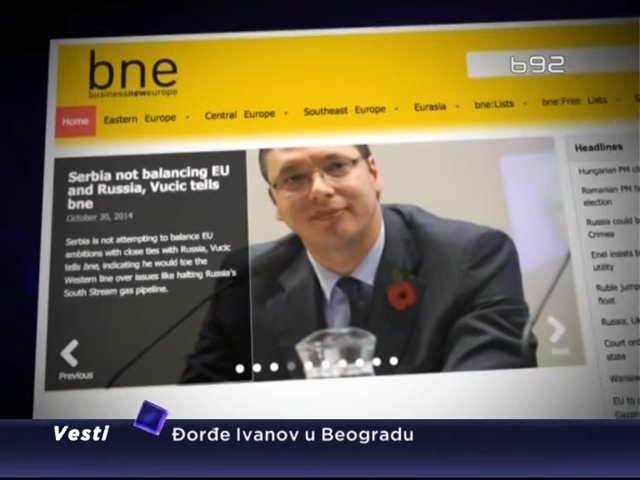 bne
businessneweurope
b92
Home
Eastern Europe
Central Europe
Southeast Europe
Eurasia
bne:Lists
bne:Free Lists
Serbia not balancing EU
and Russia, Vucic tells
bne
October 30, 2014
Serbia is not attempting to balance EU
ambitions with close ties with Russia, Vucic
tells bne, indicating he would toe the
Western line over issues like halting Russia's
South Stream gas pipeline.
Previous
Next
Headlines
Hungarian PM
Romanian PM
election
Russia could
Crimea
Enel insists
utility
Ruble
float
Russia,
Court
state
EU to
Vesti
Đorđe Ivanov u Beogradu